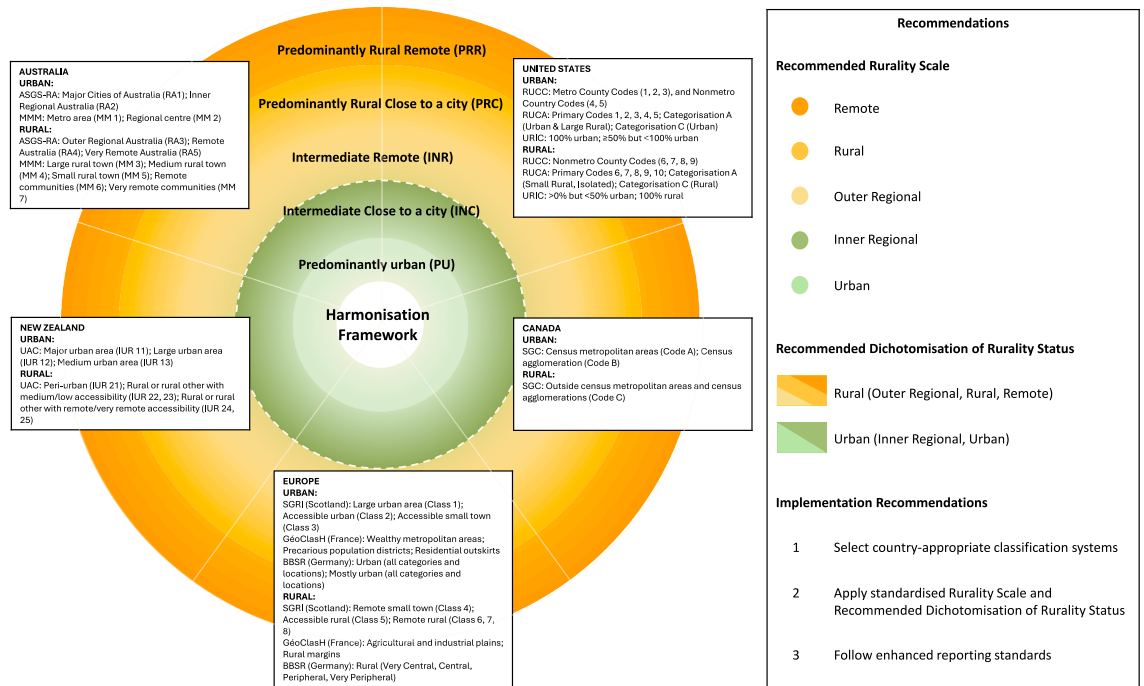 Predominantly Rural Remote (PRR)
Predominantly Rural Close to a city (PRC)
Intermediate Remote (INR)
Intermediate Close to a city (INC)
Predominantly urban (PU)
Harmonisation
Framework
AUSTRALIA
URBAN:
ASGS-RA: Major Cities of Australia (RA1); Inner
Regional Australia (RA2)
MMM: Metro area (MM 1); Regional centre (MM 2)
RURAL:
ASGS-RA: Outer Regional Australia (RA3); Remote
Australia (RA4); Very Remote Australia (RA5)
MMM: Large rural town (MM 3); Medium rural town
(MM 4); Small rural town (MM 5); Remote
communities (MM 6); Very remote communities (MM
7)
UNITED STATES
URBAN:
RUCC: Metro County Codes (1, 2, 3), and Nonmetro
Country Codes (4, 5)
RUCA: Primary Codes 1, 2, 3, 4, 5; Categorisation A
(Urban & Large Rural); Categorisation C (Urban)
URIC: 100% urban; ≥50% but <100% urban
RURAL:
RUCC: Nonmetro County Codes (6, 7, 8, 9)
RUCA: Primary Codes 6, 7, 8, 9, 10; Categorisation A
(Small Rural, Isolated); Categorisation C (Rural)
URIC: >0% but <50% urban; 100% rural
NEW ZEALAND
URBAN:
UAC: Major urban area (IUR 11); Large urban area
(IUR 12); Medium urban area (IUR 13)
RURAL:
UAC: Peri-urban (IUR 21); Rural or rural other with
medium/low accessibility (IUR 22, 23); Rural or rural
other with remote/very remote accessibility (IUR 24,
25)
CANADA
URBAN:
SGC: Census metropolitan areas (Code A); Census
agglomeration (Code B)
RURAL:
SGC: Outside census metropolitan areas and census
agglomerations (Code C)
EUROPE
URBAN:
SGRI (Scotland): Large urban area (Class 1);
Accessible urban (Class 2); Accessible small town
(Class 3)
GéoClasH (France): Wealthy metropolitan areas;
Precarious population districts; Residential outskirts
BBSR (Germany): Urban (all categories and
locations); Mostly urban (all categories and
locations)
RURAL:
SGRI (Scotland): Remote small town (Class 4);
Accessible rural (Class 5); Remote rural (Class 6, 7,
8)
GéoClasH (France): Agricultural and industrial plains;
Rural margins
BBSR (Germany): Rural (Very Central, Central,
Peripheral, Very Peripheral)
Recommendations
Recommended Rurality Scale
Remote
Rural
Outer Regional
Inner Regional
Urban
Recommended Dichotomisation of Rurality Status
Rural (Outer Regional, Rural, Remote)
Urban (Inner Regional, Urban)
Implementation Recommendations
1 Select country-appropriate classification systems
2 Apply standardised Rurality Scale and
Recommended Dichotomisation of Rurality Status
3 Follow enhanced reporting standards